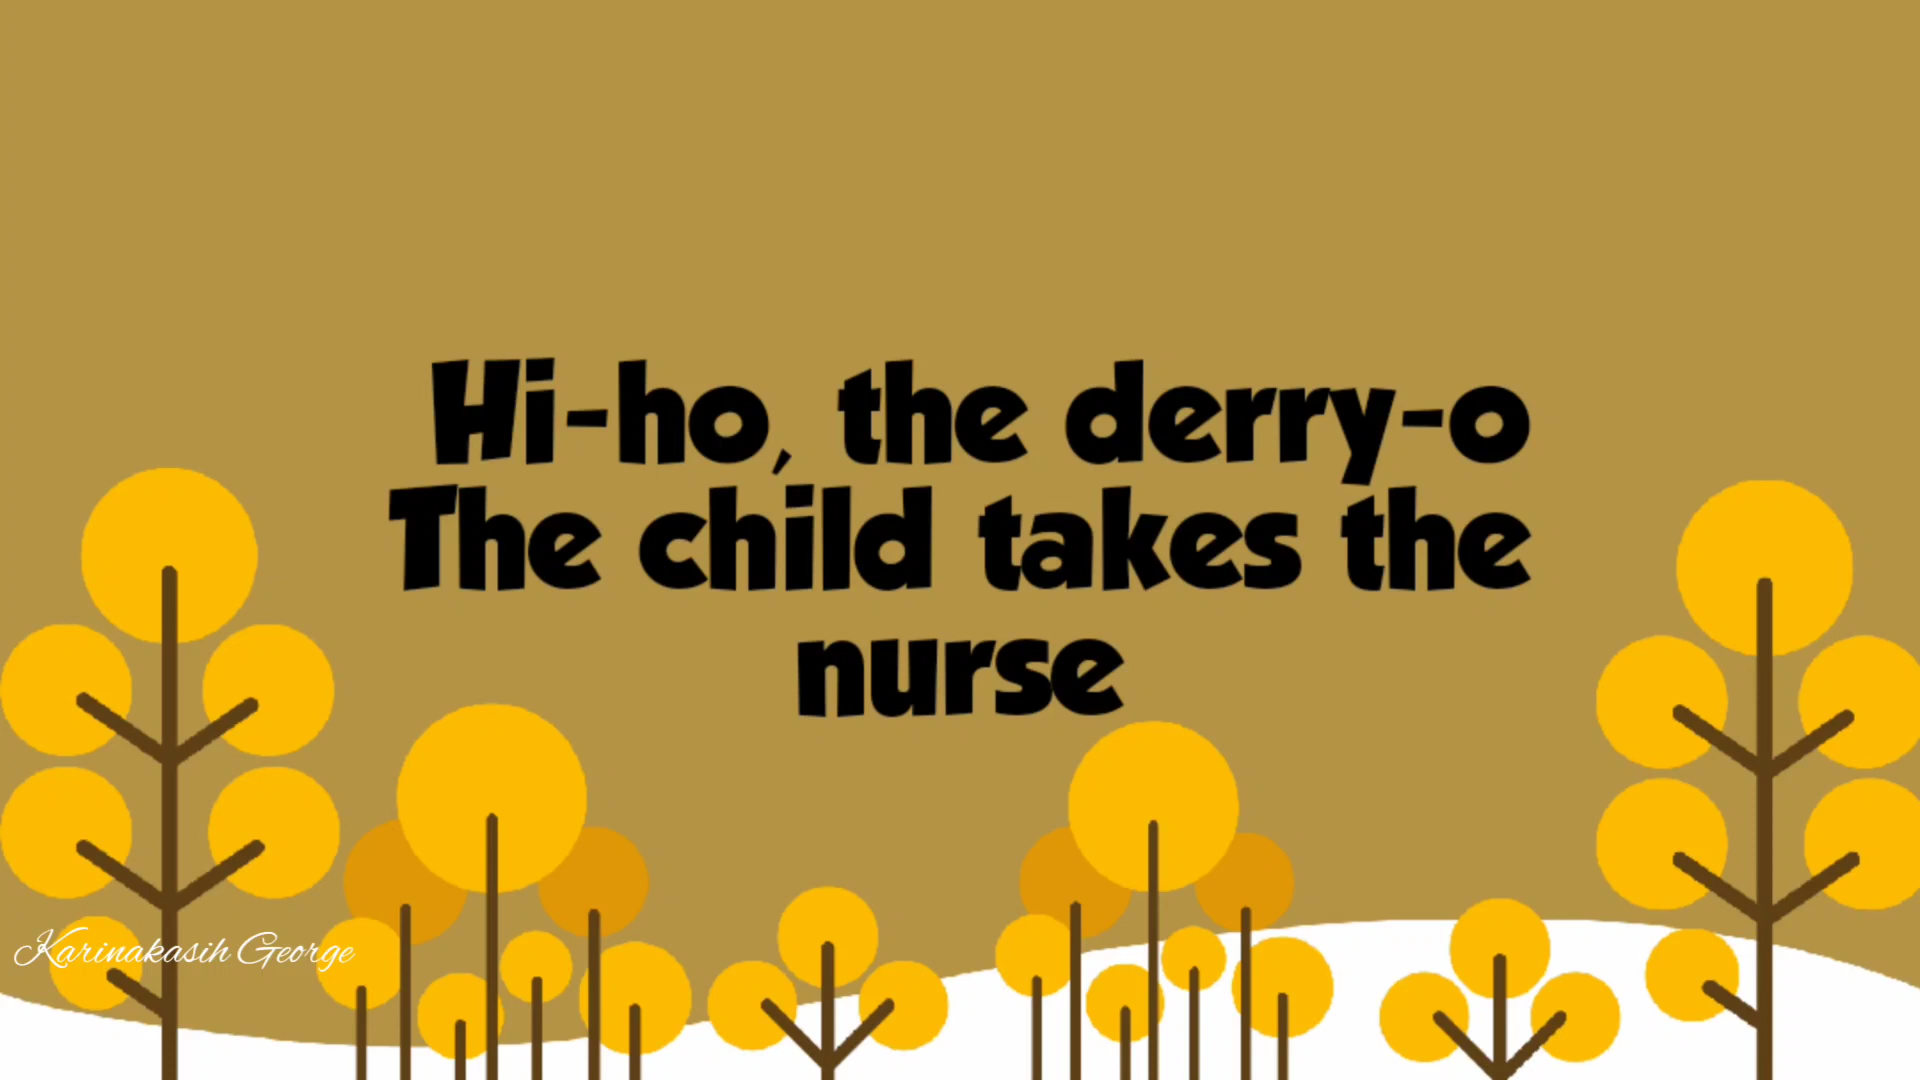 Hi-ho, the derry-o
The child takes the
nurse
Karinakasih George